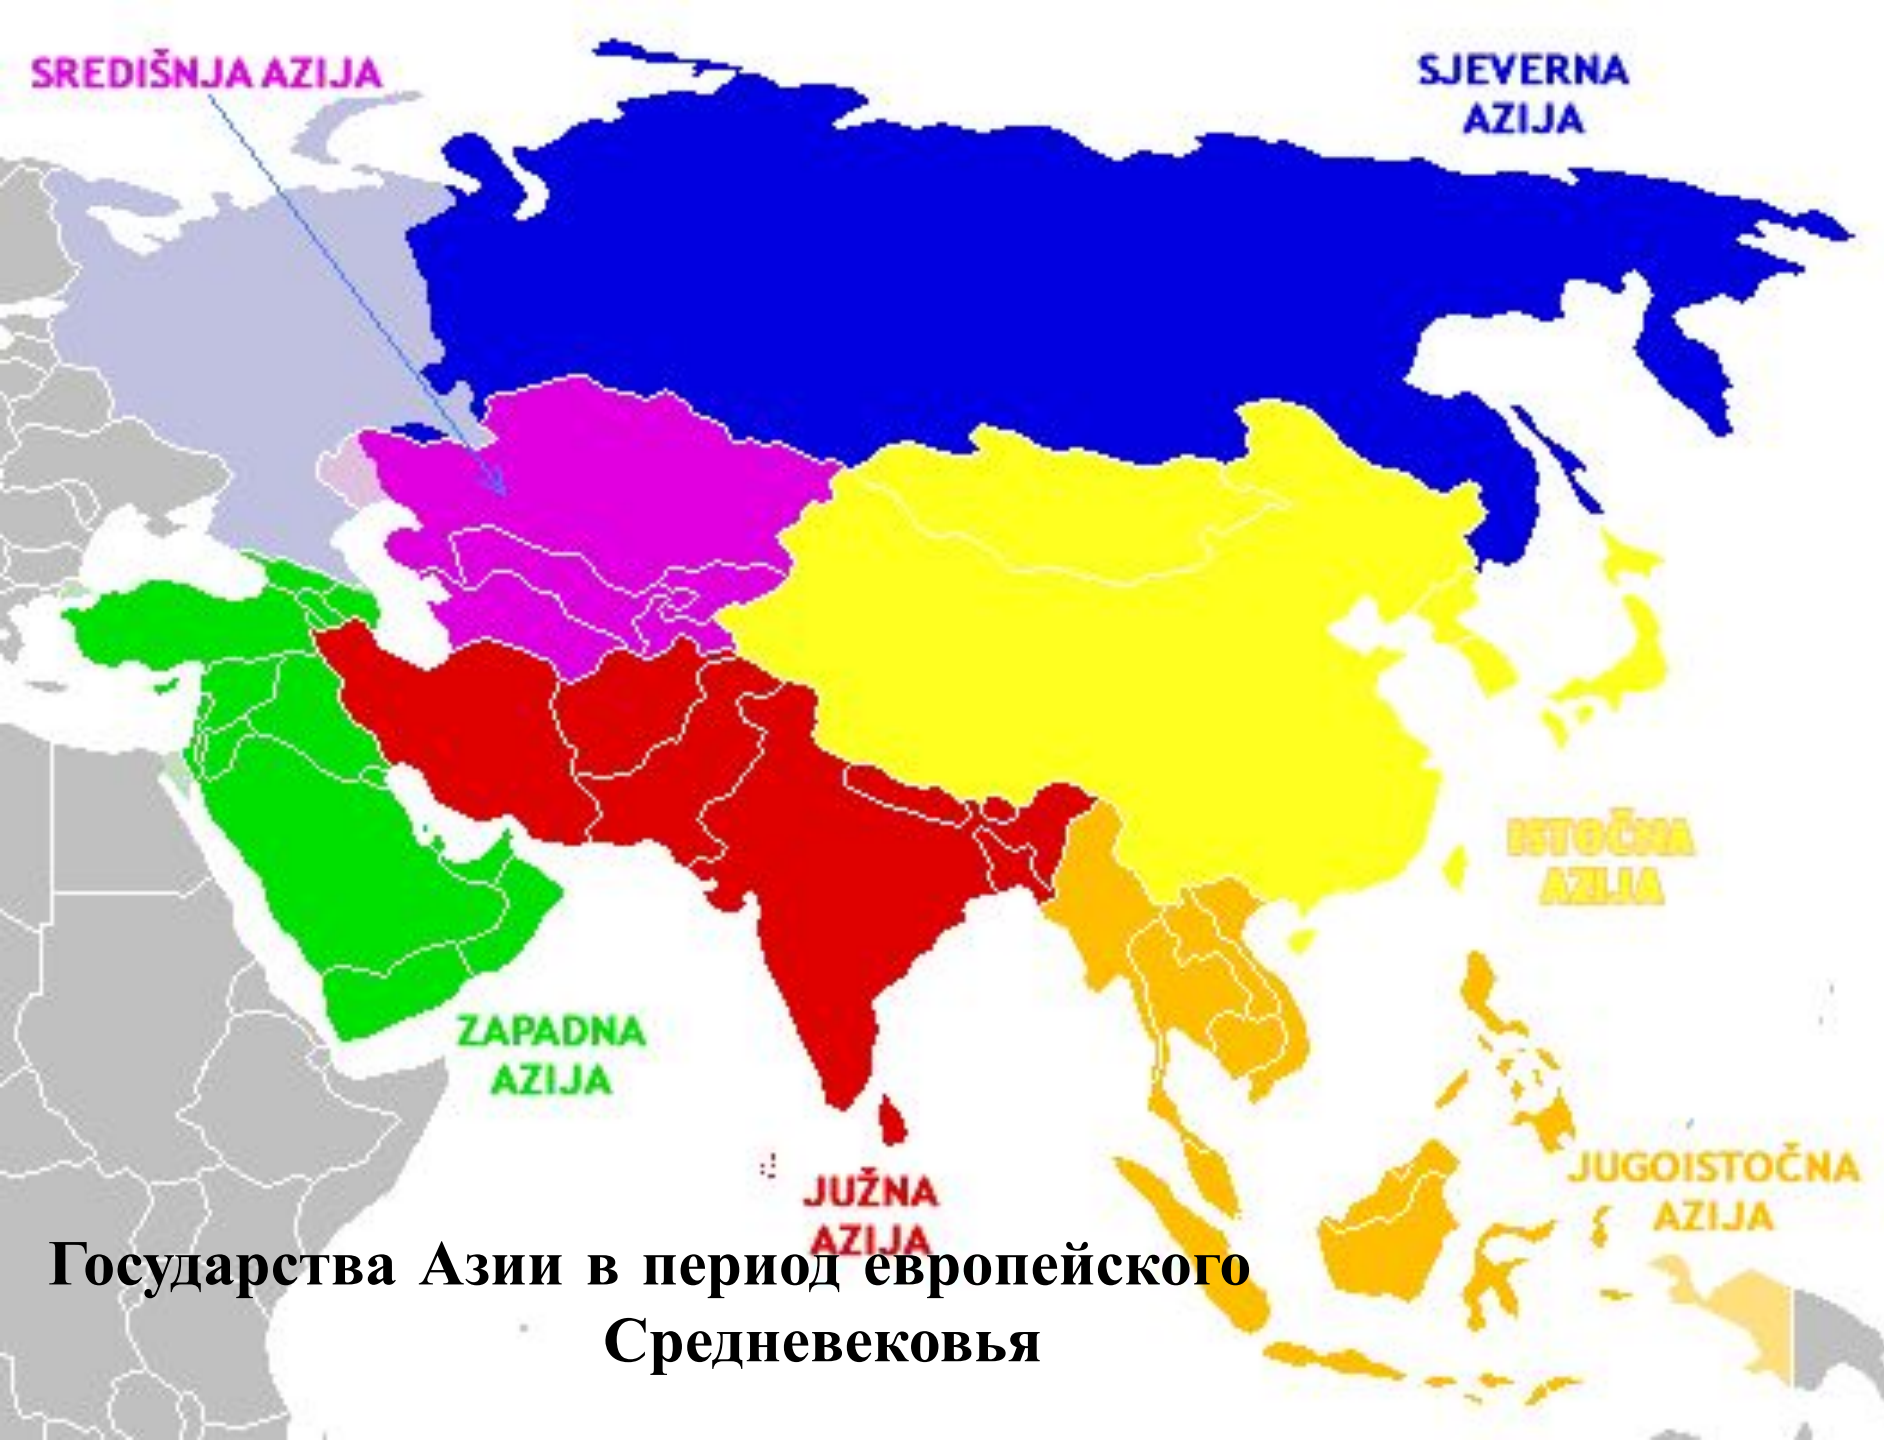 SREDIŠNJA AZIJA
SJEVERNA
AZIJA
ISTOČNA
AZIJA
ZAPADNA
AZIJA
JUGOISTOČNA
AZIJA
JUŽNA
AZIJA
Государства Азии в период европейского
Средневековья